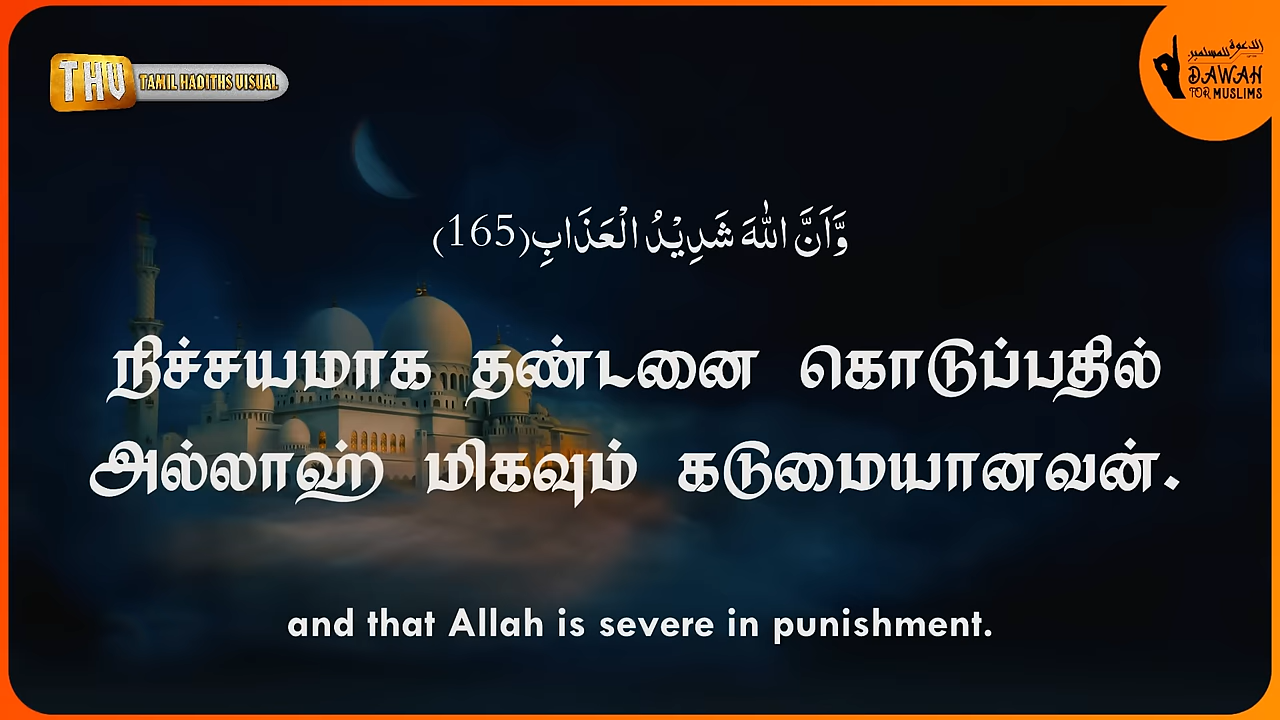 THV
TAMIL HADITHS VISUAL
الدعوة للمسلمين
DAWAH
FOR MUSLIMS
وَّاَنَّ اللّٰهَ شَدِيْدُ الْعَذَابِ(165)
நிச்சயமாக தண்டனை கொடுப்பதில்
அல்லாஹ் மிகவும் கடுமையானவன்.
and that Allah is severe in punishment.